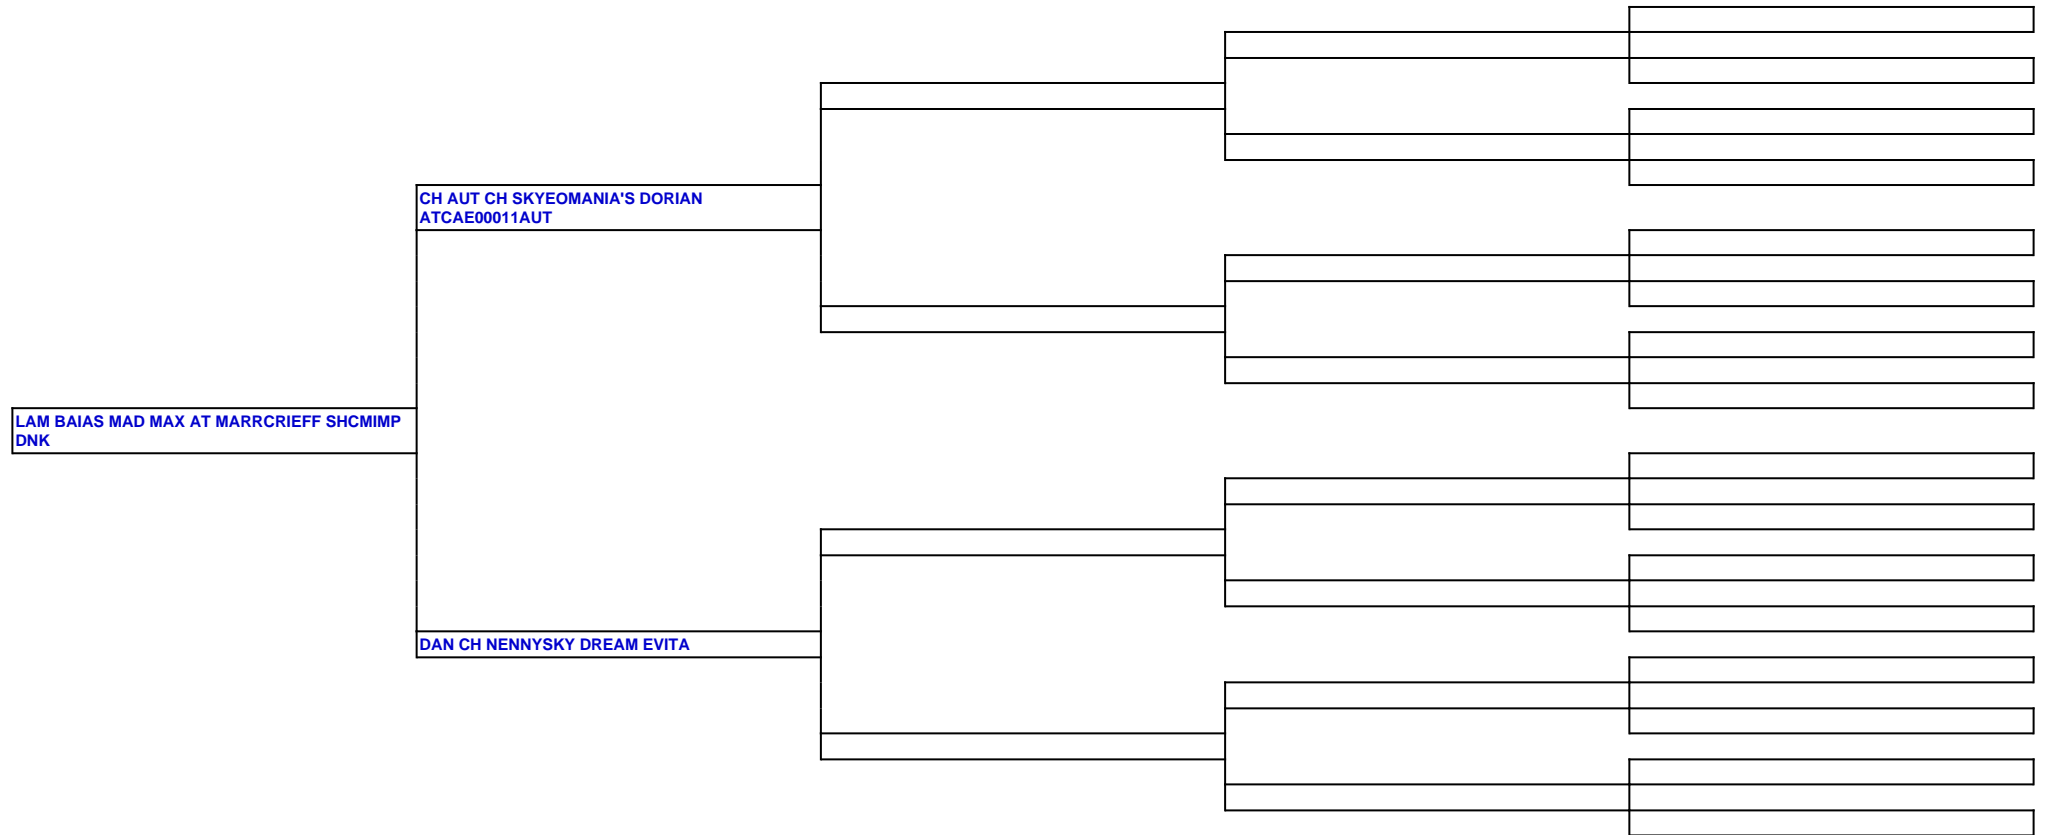 CH AUT CH SKYEOMANIA'S DORIAN
ATCAE00011AUT
LAM BAIAS MAD MAX AT MARRCRIEFF SHCMIMP
DNK
DAN CH NENNYSKY DREAM EVITA